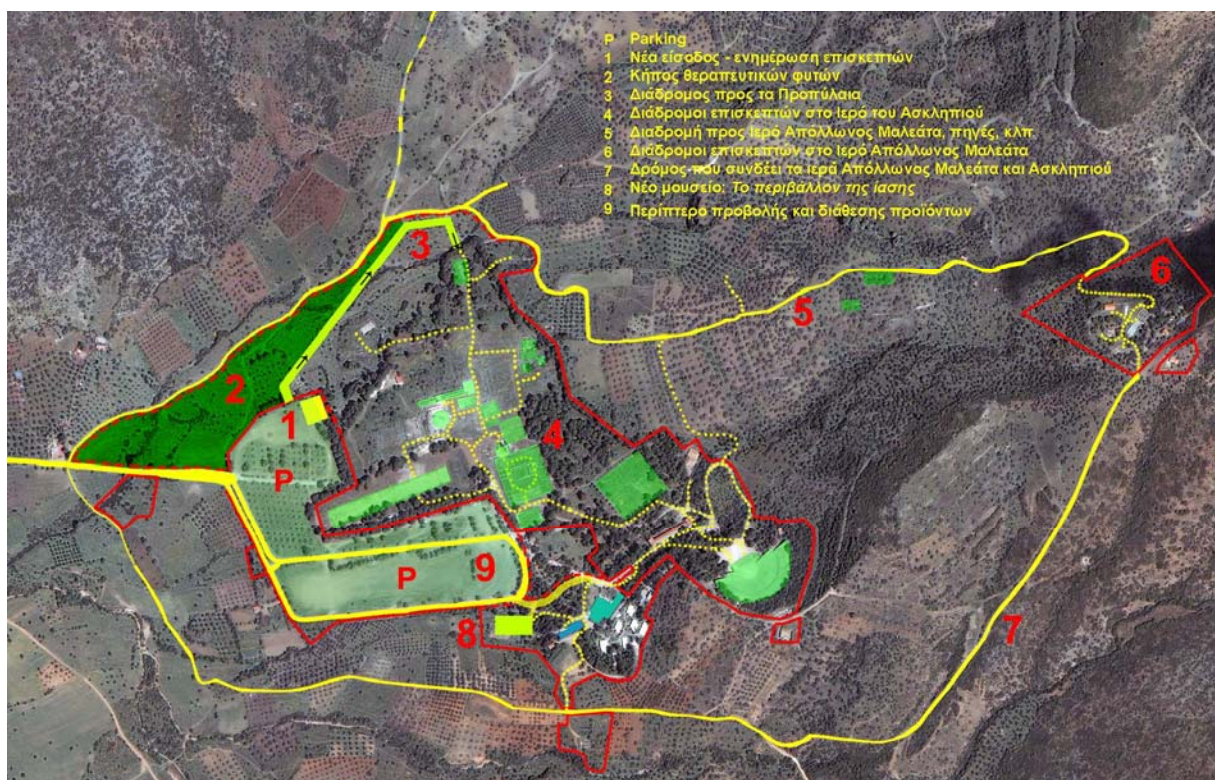 P Parking
1 Νέα είσοδος - ενημέρωση επισκεπτών
2 Κήπος θεραπευτικών φυτών
3 Διάδρομος προς τα Προπύλαια
4 Διάδρομοι επισκεπτών στο Ιερό του Ασκληπιού
5 Διαδρομή προς Ιερό Απόλλωνος Μαλεάτα, πηγές, κλπ
6 Διάδρομοι επισκεπτών στο Ιερό Απόλλωνος Μαλεάτα
7 Δρόμος που συνδέει τα ιερά Απόλλωνος Μαλεάτα και Ασκληπιού
8 Νέο μουσείο: Το περιβάλλον της ίασης
9 Περίπτερο προβολής και διάθεσης προϊόντων
3
6
5
2
1
4
P
P
9
8
7